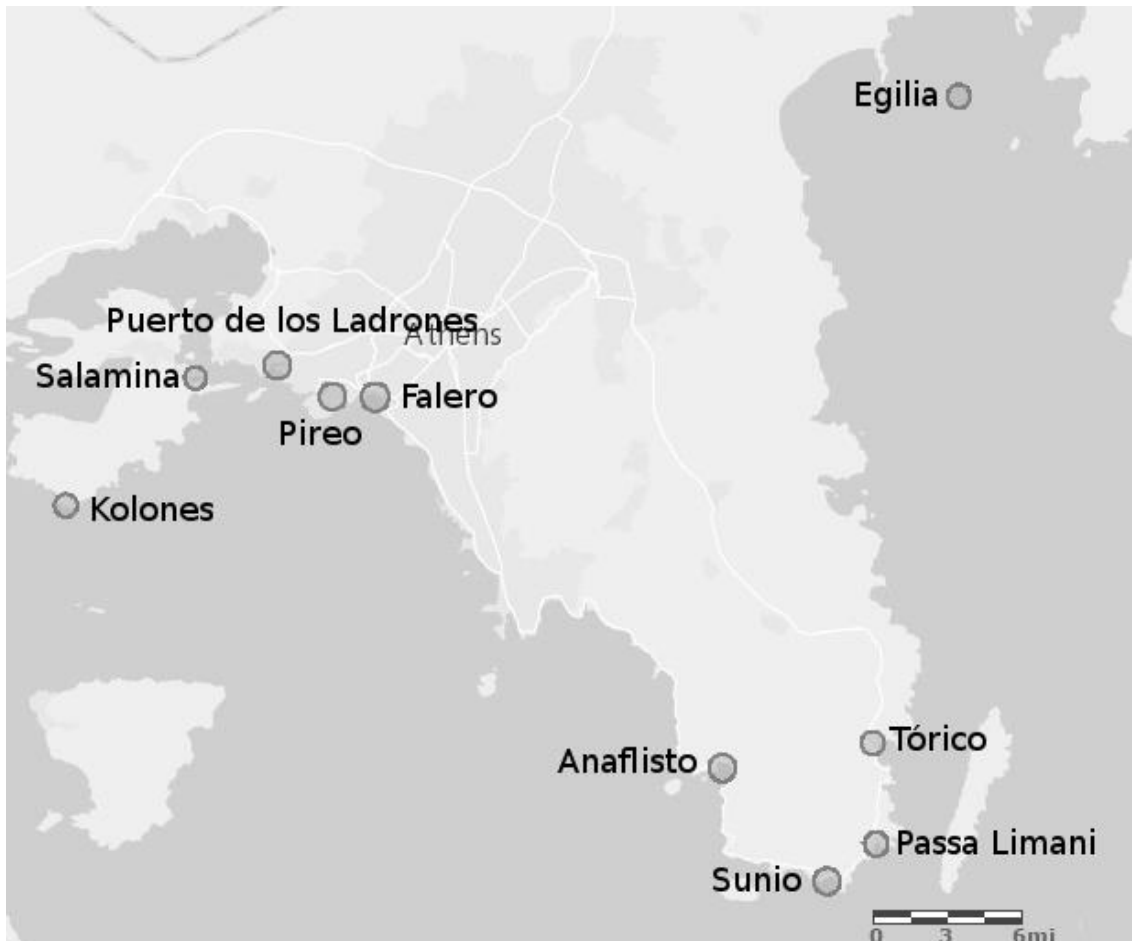 Egilia
Puerto de los Ladrones
Athens
Salamina
Falero
Pireo
Kolones
Tórico
Anaflisto
Passa Limani
Sunio
0 3 6mi